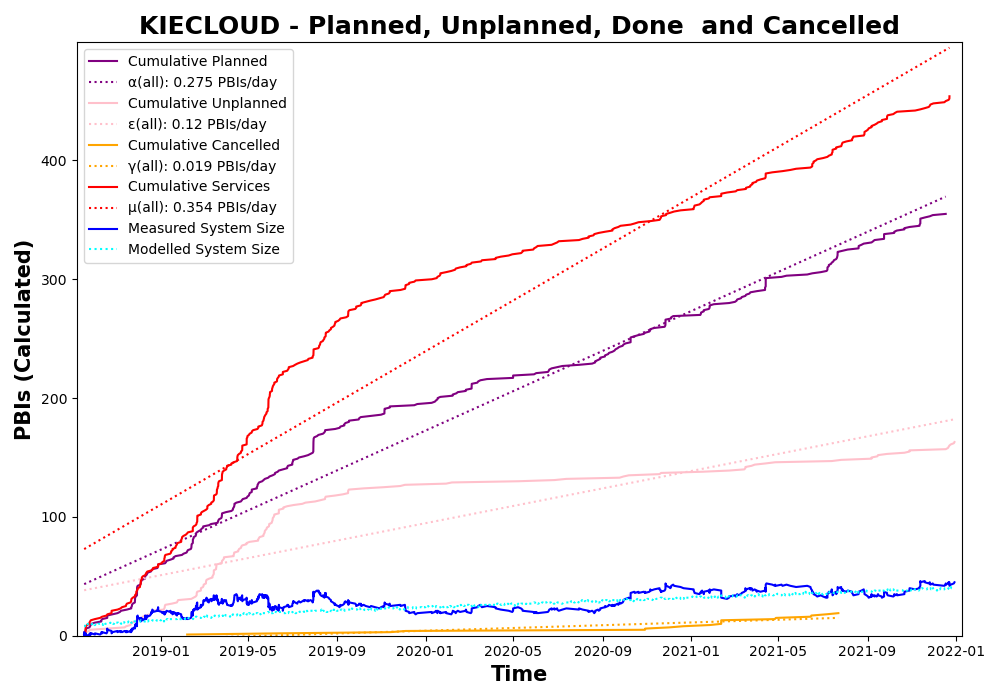 KIECLOUD - Planned, Unplanned, Done  and Cancelled
Cumulative Planned
α(all): 0.275 PBIs/day
Cumulative Unplanned
ε(all): 0.12 PBIs/day
Cumulative Cancelled
γ(all): 0.019 PBIs/day
Cumulative Services
μ(all): 0.354 PBIs/day
Measured System Size
Modelled System Size
PBIs (Calculated)
400
300
200
100
0
2019-01 2019-05 2019-09 2020-01 2020-05 2020-09 2021-01 2021-05 2021-09 2022-01
Time